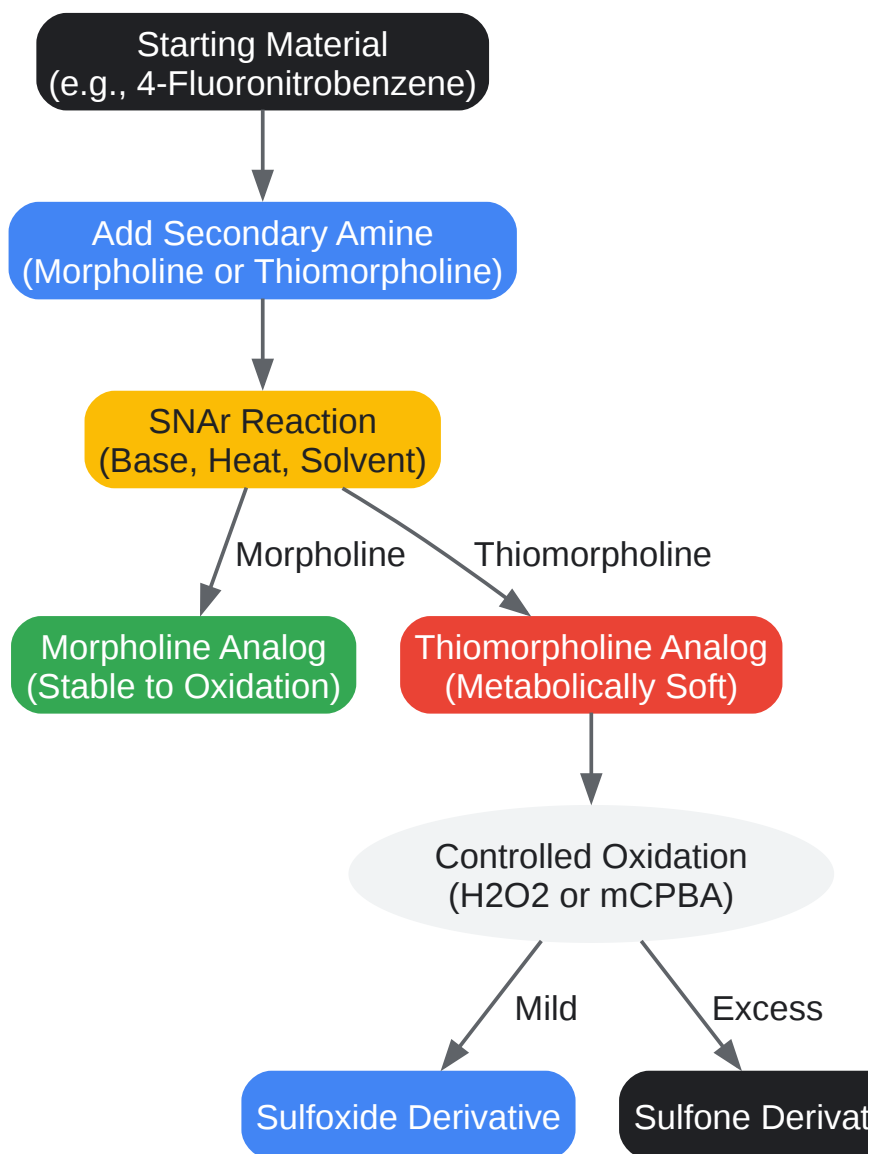 Starting Material
(e.g., 4-Fluoronitrobenzene)
Add Secondary Amine
(Morpholine or Thiomorpholine)
SNAr Reaction
(Base, Heat, Solvent)
Morpholine
Thiomorpholine
Morpholine Analog
(Stable to Oxidation)
Thiomorpholine Analog
(Metabolically Soft)
Controlled Oxidation
(H2O2 or mCPBA)
Mild
Excess
Sulfoxide Derivative
Sulfone